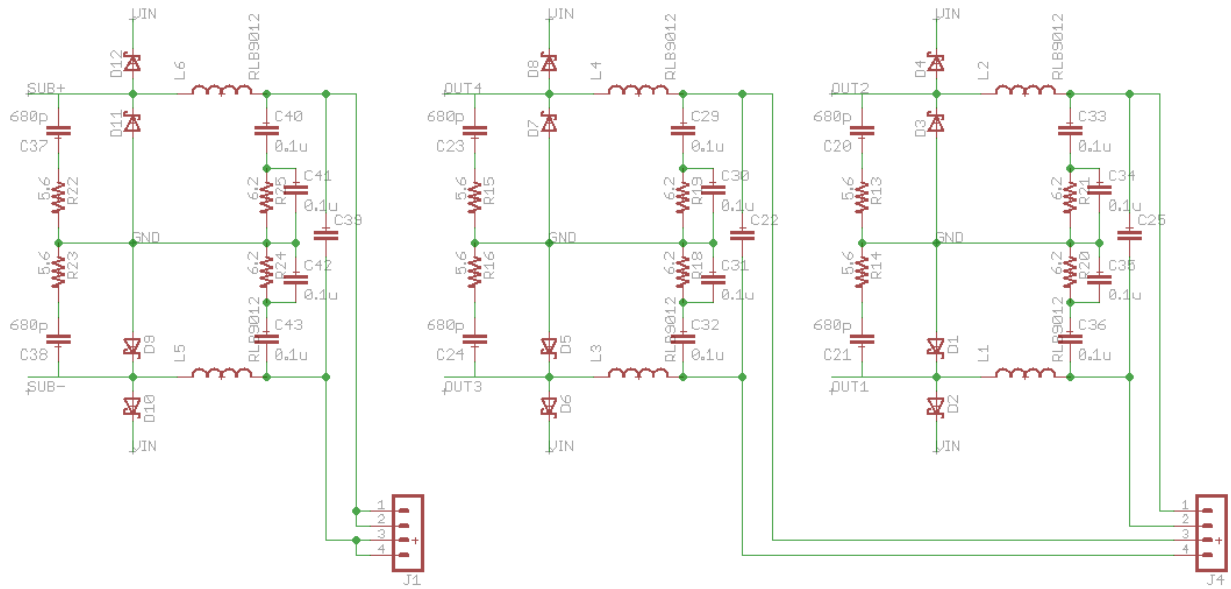 VIN
D12
L6
RLB9012
SUB+
680p
C37
D11
C40
0.1u
5.6
R22
6.2
R25
C41
0.1u
C39
GND
5.6
R23
6.2
R24
C42
0.1u
680p
C38
D9
L5
RLB9012
C43
0.1u
SUB-
D10
VIN
1
2
3
4
J1
VIN
D8
L4
RLB9012
OUT4
680p
C23
D7
C29
0.1u
5.6
R15
6.2
R19
C30
0.1u
C22
GND
5.6
R16
6.2
R18
C31
0.1u
680p
C24
D5
L3
RLB9012
C32
0.1u
OUT3
D6
VIN
VIN
D4
L2
RLB9012
OUT2
680p
C20
D3
C33
0.1u
5.6
R13
6.2
R21
C34
0.1u
C25
GND
5.6
R14
6.2
R20
C35
0.1u
680p
C21
D1
L1
RLB9012
C36
0.1u
OUT1
D2
VIN
1
2
3
4
J4